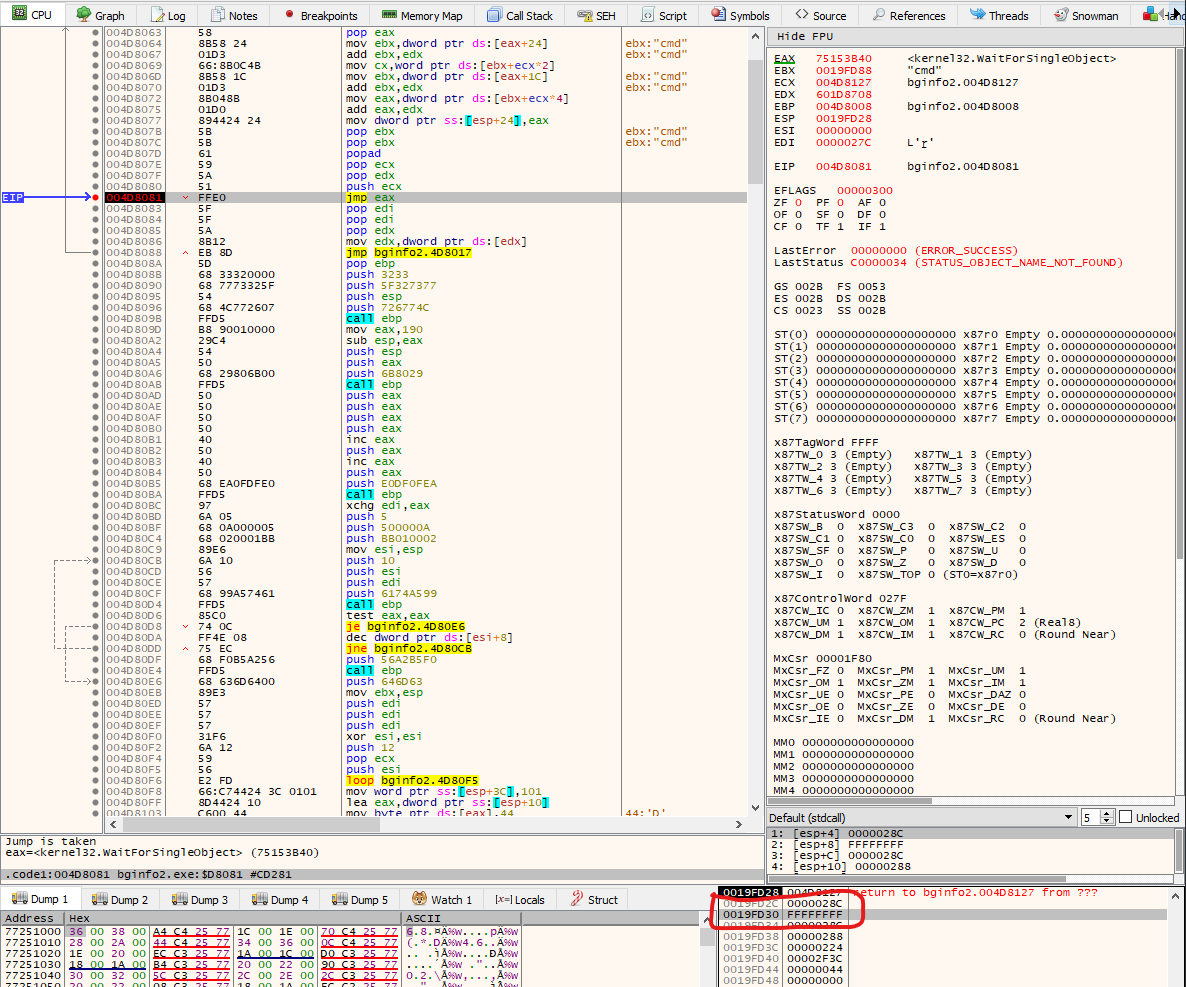 CPU Graph Log Notes Breakpoints Memory Map Call Stack SEH Script Symbols Source References Threads Snowman
004D8063 58 pop eax
004D8064 8B58 24 mov ebx,dword ptr ds:[eax+24] ebx:"cmd"
004D8067 01D3 add ebx,edx ebx:"cmd"
004D8069 66:8B0C4B mov cx,word ptr ds:[ebx+ecx*2]
004D806D 8B58 1C mov ebx,dword ptr ds:[eax+1C] ebx:"cmd"
004D8070 01D3 add ebx,edx ebx:"cmd"
004D8072 8B048B mov eax,dword ptr ds:[ebx+ecx*4]
004D8075 01D0 add eax,edx
004D8077 894424 24 mov dword ptr ss:[esp+24],eax
004D807B 5B pop ebx ebx:"cmd"
004D807C 5B pop ebx ebx:"cmd"
004D807D 61 popad
004D807E 59 pop ecx
004D807F 5A pop edx
004D8080 51 push ecx
EIP 004D8081 FFE0 jmp eax
004D8083 5F pop edi
004D8084 5F pop edi
004D8085 5A pop edx
004D8086 8B12 mov edx,dword ptr ds:[edx]
004D8088 EB 8D jmp bginfo2.4D8017
004D808A 5D pop ebp
004D808B 68 33320000 push 3233
004D8090 68 7773325F push 5F327377
004D8095 54 push esp
004D8096 68 4C772607 push 726774C
004D809B FFD5 call ebp
004D809D B8 90010000 mov eax,190
004D80A2 29C4 sub esp,eax
004D80A4 54 push esp
004D80A5 50 push eax
004D80A6 68 29806B00 push 6B8029
004D80AB FFD5 call ebp
004D80AD 50 push eax
004D80AE 50 push eax
004D80AF 50 push eax
004D80B0 50 push eax
004D80B1 40 inc eax
004D80B2 50 push eax
004D80B3 40 inc eax
004D80B4 50 push eax
004D80B5 68 EA0FDFE0 push E0DF0FEA
004D80BA FFD5 call ebp
004D80BC 97 xchg edi,eax
004D80BD 6A 05 push 5
004D80BF 68 0A000005 push 500000A
004D80C4 68 020001BB push BB010002
004D80C9 89E6 mov esi,esp
004D80CB 6A 10 push 10
004D80CD 56 push esi
004D80CE 57 push edi
004D80CF 68 99A57461 push 6174A599
004D80D4 FFD5 call ebp
004D80D6 85C0 test eax,eax
004D80D8 74 0C je bginfo2.4D80E6
004D80DA FF4E 08 dec dword ptr ds:[esi+8]
004D80DD 75 EC jne bginfo2.4D80CB
004D80DF 68 F0B5A256 push 56A2B5F0
004D80E4 FFD5 call ebp
004D80E6 68 636D6400 push 646D63
004D80EB 89E3 mov ebx,esp
004D80ED 57 push edi
004D80EE 57 push edi
004D80EF 57 push edi
004D80F0 31F6 xor esi,esi
004D80F2 6A 12 push 12
004D80F4 59 pop ecx
004D80F5 56 push esi
004D80F6 E2 FD loop bginfo2.4D80F5
004D80F8 66:C74424 3C 0101 mov word ptr ss:[esp+3C],101
004D80FF 8D4424 10 lea eax,dword ptr ss:[esp+10]
004D8103 C600 44 mov byte ptr ds:[eax],44 44:'D'
Hide FPU
EAX 75153B40 <kernel32.WaitForSingleObject>
EBX 0019FD88 "cmd"
ECX 004D8127 bginfo2.004D8127
EDX 601D8708
EBP 004D8008 bginfo2.004D8008
ESP 0019FD28
ESI 00000000
EDI 0000027C
EIP 004D8081 bginfo2.004D8081
EFLAGS 00000300
ZF 0 PF 0 AF 0
OF 0 SF 0 DF 0
CF 0 TF 1 IF 1
LastError 00000000 (ERROR_SUCCESS)
LastStatus C0000034 (STATUS_OBJECT_NAME_NOT_FOUND)
GS 002B FS 0053
ES 002B DS 002B
CS 0023 SS 002B
ST(0) 00000000000000000000 x87r0 Empty 0.0000000000000000
ST(1) 00000000000000000000 x87r1 Empty 0.0000000000000000
ST(2) 00000000000000000000 x87r2 Empty 0.0000000000000000
ST(3) 00000000000000000000 x87r3 Empty 0.0000000000000000
ST(4) 00000000000000000000 x87r4 Empty 0.0000000000000000
ST(5) 00000000000000000000 x87r5 Empty 0.0000000000000000
ST(6) 00000000000000000000 x87r6 Empty 0.0000000000000000
ST(7) 00000000000000000000 x87r7 Empty 0.0000000000000000
x87TagWord FFFF
x87TW_0 3 (Empty) x87TW_1 3 (Empty)
x87TW_2 3 (Empty) x87TW_3 3 (Empty)
x87TW_4 3 (Empty) x87TW_5 3 (Empty)
x87TW_6 3 (Empty) x87TW_7 3 (Empty)
x87StatusWord 0000
x87SW_B 0 x87SW_C3 0 x87SW_C2 0
x87SW_C1 0 x87SW_C0 0 x87SW_ES 0
x87SW_SF 0 x87SW_P 0 x87SW_U 0
x87SW_O 0 x87SW_Z 0 x87SW_D 0
x87SW_I 0 x87SW_TOP 0 (ST0=x87r0)
x87ControlWord 027F
x87CW_IC 0 x87CW_ZM 1 x87CW_PM 1
x87CW_UM 1 x87CW_OM 1 x87CW_PC 2 (Real8)
x87CW_DM 1 x87CW_IM 1 x87CW_RC 0 (Round Near)
MxCsr 00001F80
MxCsr_FZ 0 MxCsr_PM 1 MxCsr_UM 1
MxCsr_OM 1 MxCsr_ZM 1 MxCsr_IM 1
MxCsr_UE 0 MxCsr_PE 0 MxCsr_DAZ 0
MxCsr_OE 0 MxCsr_ZE 0 MxCsr_DE 0
MxCsr_IE 0 MxCsr_DM 1 MxCsr_RC 0 (Round Near)
MM0 0000000000000000
MM1 0000000000000000
MM2 0000000000000000
MM3 0000000000000000
MM4 0000000000000000
Default (stdcall) 5 Unlocked
1: [esp+4] 0000028C
2: [esp+8] FFFFFFFF
3: [esp+C] 0000028C
4: [esp+10] 00000288
Jump is taken
eax=<kernel32.WaitForSingleObject> (75153B40)
.code1:004D8081 bginfo2.exe:$D8081 #CD281
Dump 1 Dump 2 Dump 3 Dump 4 Dump 5 Watch 1 [x=] Locals Struct
Address Hex ASCII
77251000 36 00 38 00 A4 C4 25 77 1C 00 1E 00 70 C4 25 77 6.8.¤Ä%w....pÄ%w
77251010 28 00 2A 00 44 C4 25 77 34 00 36 00 0C C4 25 77 (.*.DÄ%w4.6..Ä%w
77251020 1E 00 20 00 EC C3 25 77 1A 00 1C 00 D0 C3 25 77
77251030 18 00 1A 00 B4 C3 25 77 20 00 22 00 90 C3 25 77
77251040 30 00 32 00 5C C3 25 77 2C 00 2E 00 2C C3 25 77 0.2.\Ã%w,...,Ã%w
0019FD28 004D8127 return to bginfo2.004D8127 from ???
0019FD2C 0000028C
0019FD30 FFFFFFFF
0019FD34 0000028C
0019FD38 00000288
0019FD3C 00000224
0019FD40 00002F3C
0019FD44 00000044
0019FD48 00000000